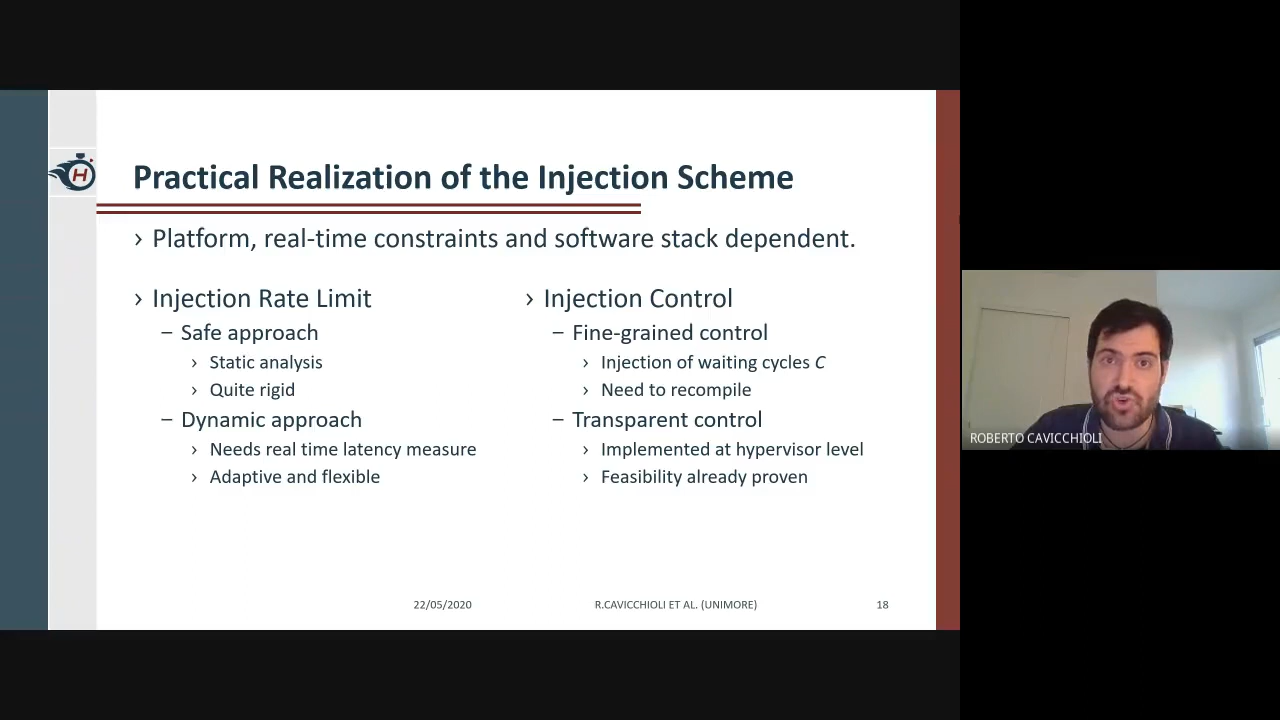 Practical Realization of the Injection Scheme
› Platform, real-time constraints and software stack dependent.
› Injection Rate Limit
– Safe approach
› Static analysis
› Quite rigid
– Dynamic approach
› Needs real time latency measure
› Adaptive and flexible
› Injection Control
– Fine-grained control
› Injection of waiting cycles C
› Need to recompile
– Transparent control
› Implemented at hypervisor level
› Feasibility already proven
22/05/2020
R.CAVICCHIOLI ET AL. (UNIMORE)
18
H
ROBERTO CAVICCHIOLI